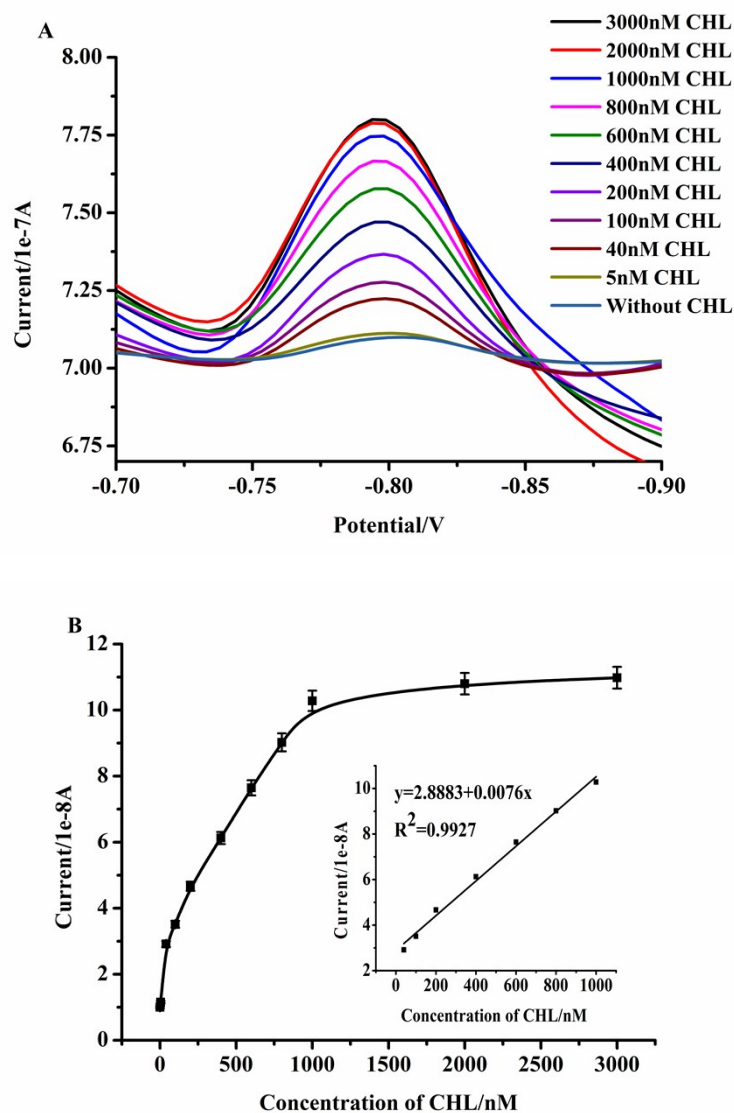 A
3000nM CHL
2000nM CHL
1000nM CHL
800nM CHL
600nM CHL
400nM CHL
200nM CHL
100nM CHL
40nM CHL
5nM CHL
Without CHL
8.00
7.75
7.50
7.25
7.00
6.75
Current/1e-7A
-0.70
-0.75
-0.80
-0.85
-0.90
Potential/V
B
12
10
8
6
4
2
0
Current/1e-8A
0
500
1000
1500
2000
2500
3000
Concentration of CHL/nM
y=2.8883+0.0076x
R²=0.9927
10
8
6
4
2
Current/1e-8A
0
200
400
600
800
1000
Concentration of CHL/nM